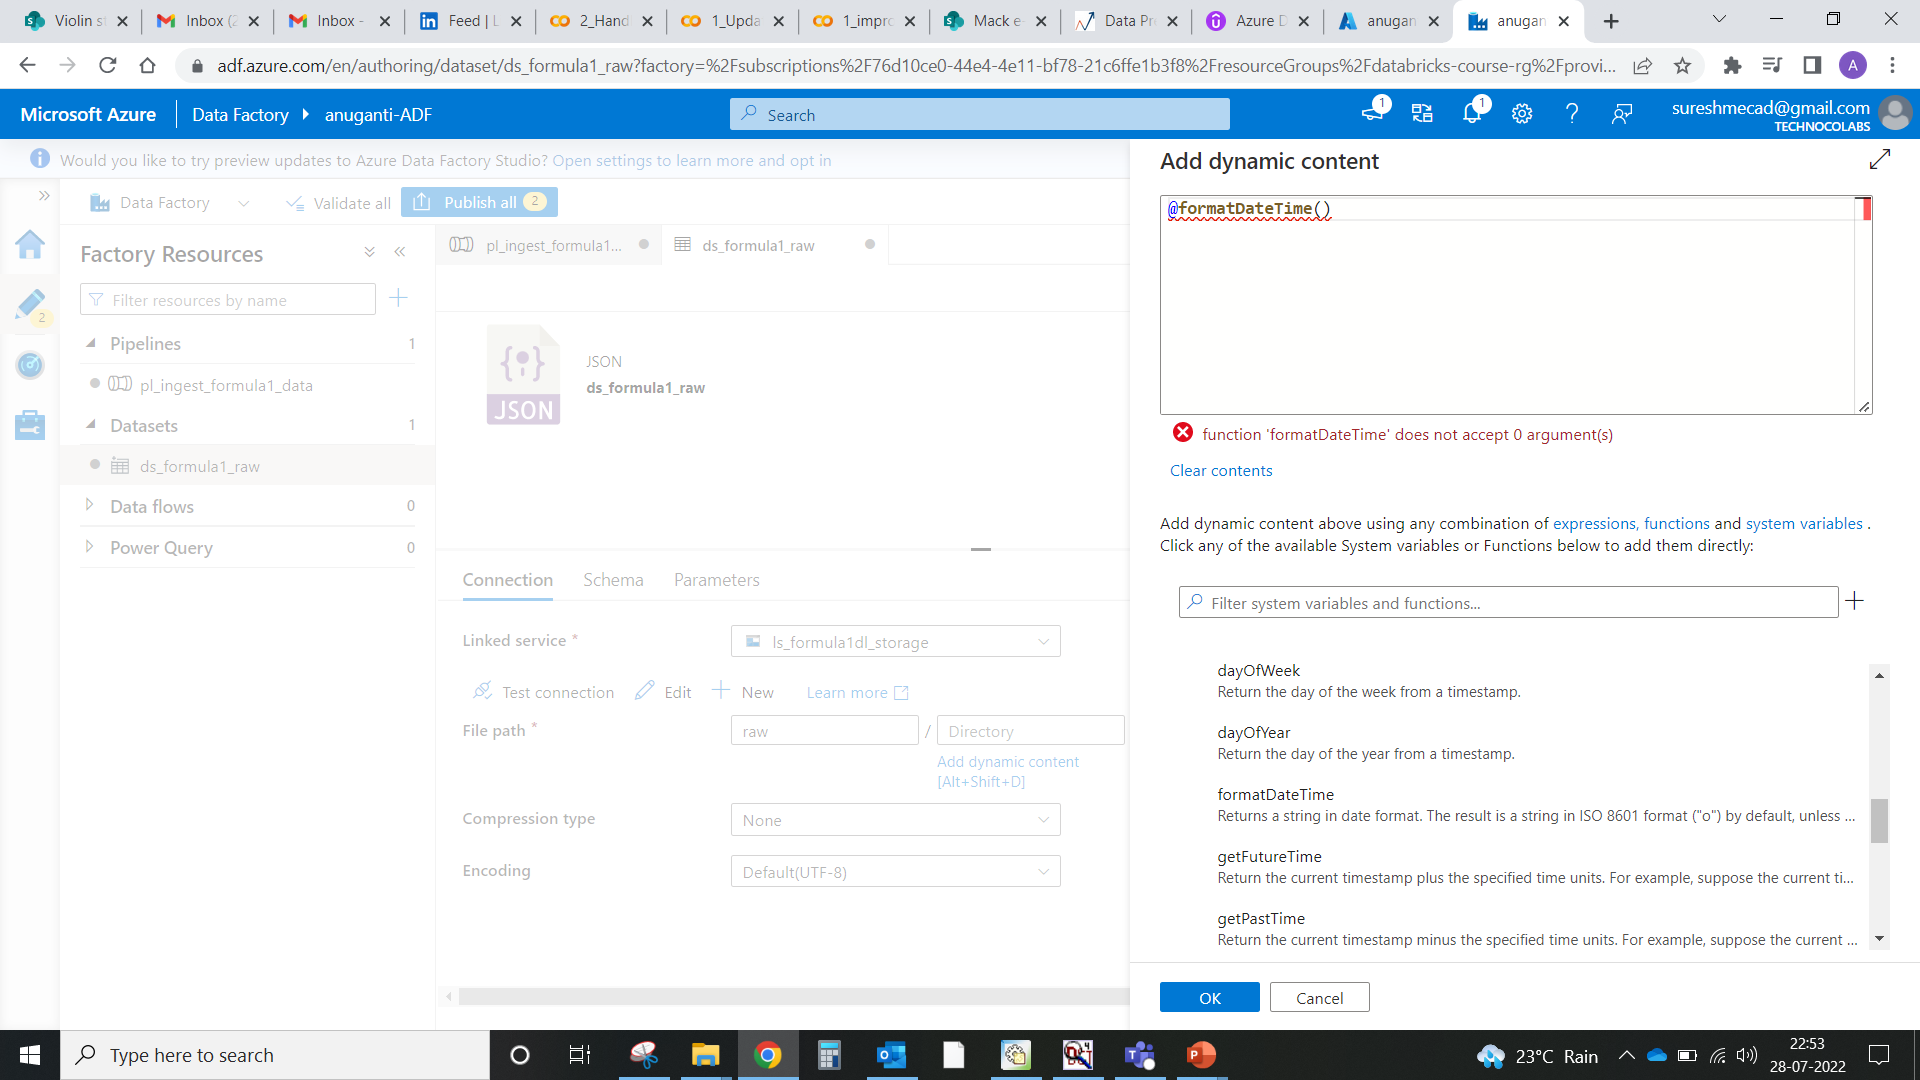 Violin st
Inbox (2
Inbox -
Feed | L
2_Handl
1_Upda
1_impro
Mack e-
Data Pre
Azure D
anugan
anugan
adf.azure.com/en/authoring/dataset/ds_formula1_raw?factory=%2Fsubscriptions%2F76d10ce0-44e4-4e11-bf78-21c6ffe1b3f8%2FresourceGroups%2Fdatabricks-course-rg%2Fprovi...
A
Microsoft Azure
Data Factory
anuganti-ADF
Search
1
1
sureshmecad@gmail.com
TECHNOCOLABS
Would you like to try preview updates to Azure Data Factory Studio? Open settings to learn more and opt in
Data Factory
Validate all
Publish all 2
Factory Resources
Filter resources by name
2
Pipelines 1
pl_ingest_formula1_data
Datasets 1
ds_formula1_raw
Data flows 0
Power Query 0
pl_ingest_formula1...
ds_formula1_raw
JSON
JSON
ds_formula1_raw
Connection
Schema
Parameters
Linked service *
ls_formula1dl_storage
Test connection
Edit
New
Learn more
File path *
raw
/
Directory
Add dynamic content
[Alt+Shift+D]
Compression type
None
Encoding
Default(UTF-8)
Add dynamic content
@formatDateTime()
function 'formatDateTime' does not accept 0 argument(s)
Clear contents
Add dynamic content above using any combination of expressions, functions and system variables .
Click any of the available System variables or Functions below to add them directly:
Filter system variables and functions...
dayOfWeek
Return the day of the week from a timestamp.
dayOfYear
Return the day of the year from a timestamp.
formatDateTime
Returns a string in date format. The result is a string in ISO 8601 format ("o") by default, unless ...
getFutureTime
Return the current timestamp plus the specified time units. For example, suppose the current ti...
getPastTime
Return the current timestamp minus the specified time units. For example, suppose the current ...
OK
Cancel
Type here to search
23°C Rain
22:53
28-07-2022